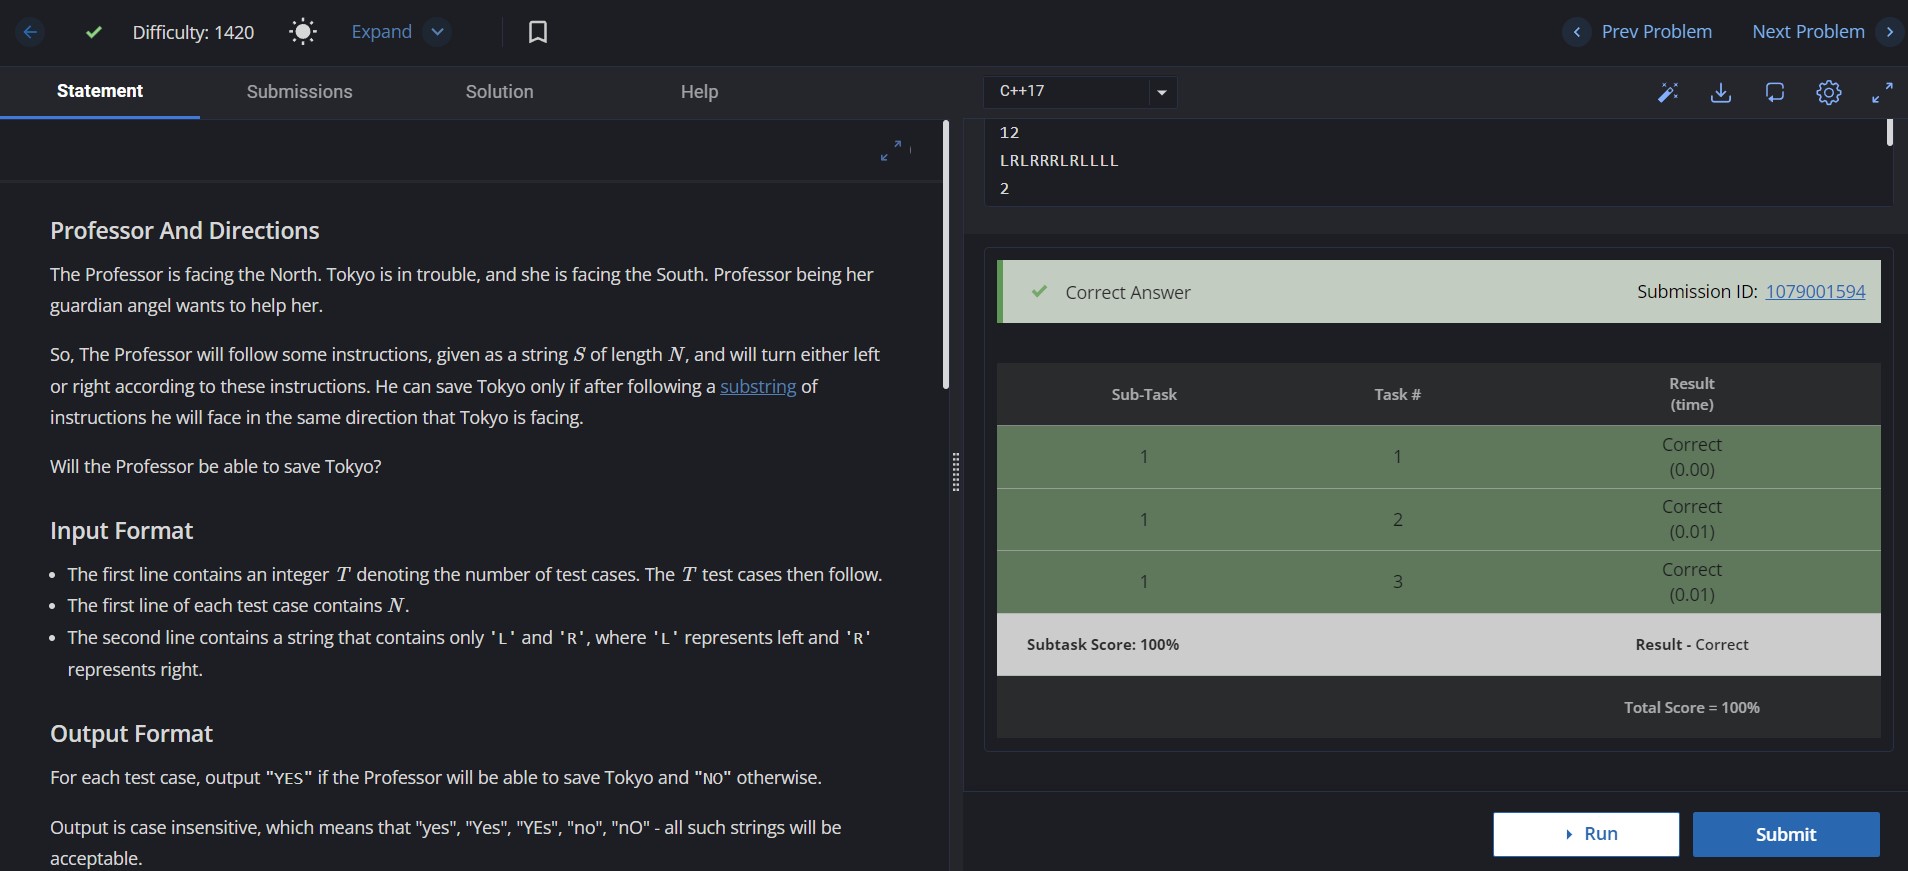 Difficulty: 1420
Expand
Prev Problem
Next Problem
Statement
Submissions
Solution
Help
Professor And Directions
The Professor is facing the North. Tokyo is in trouble, and she is facing the South. Professor being her
guardian angel wants to help her.
So, The Professor will follow some instructions, given as a string S of length N, and will turn either left
or right according to these instructions. He can save Tokyo only if after following a substring of
instructions he will face in the same direction that Tokyo is facing.
Will the Professor be able to save Tokyo?
Input Format
• The first line contains an integer T denoting the number of test cases. The T test cases then follow.
• The first line of each test case contains N.
• The second line contains a string that contains only 'L' and 'R', where 'L' represents left and 'R'
represents right.
Output Format
For each test case, output "YES" if the Professor will be able to save Tokyo and "NO" otherwise.
Output is case insensitive, which means that "yes", "Yes", "YEs", "no", "nO" - all such strings will be
acceptable.
C++17
12
LRLRRRLRLLLL
2
Correct Answer
Submission ID: 1079001594
Sub-Task
Task #
Result
(time)
1
1
Correct
(0.00)
1
2
Correct
(0.01)
1
3
Correct
(0.01)
Subtask Score: 100%
Result - Correct
Total Score = 100%
Run
Submit